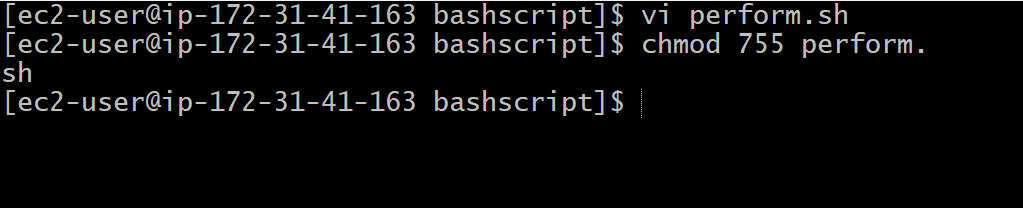 [ec2-user@ip-172-31-41-163 bashscript]$ vi perform.sh
[ec2-user@ip-172-31-41-163 bashscript]$ chmod 755 perform.
sh
[ec2-user@ip-172-31-41-163 bashscript]$